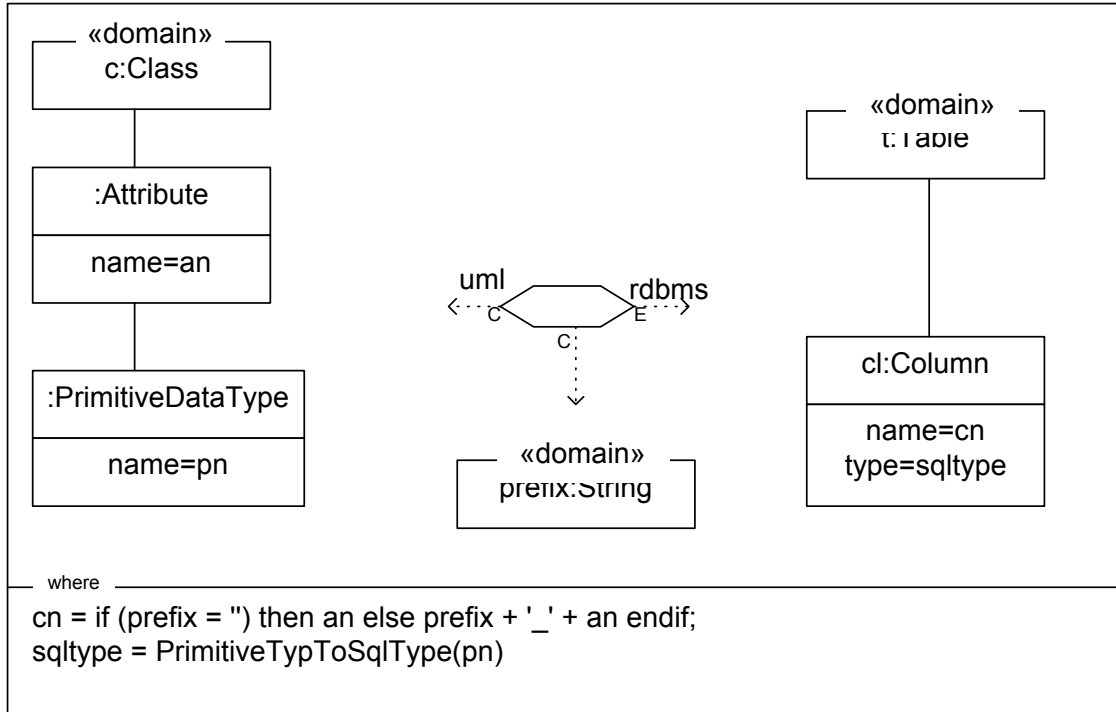 «domain»
c:Class
:Attribute
name=an
:PrimitiveDataType
name=pn
uml
rdbms
C
E
C
«domain»
prefix:String
«domain»
t:Table
cl:Column
name=cn
type=sqltype
where
cn = if (prefix = '') then an else prefix + '_' + an endif;
sqltype = PrimitiveTypToSqlType(pn)